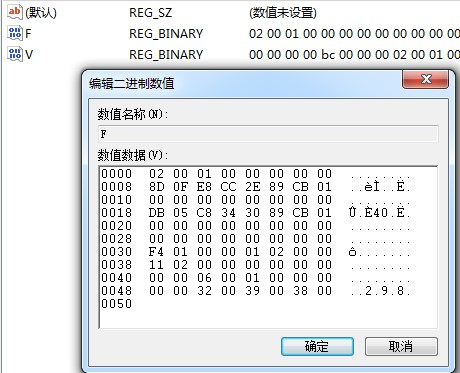 (默认) REG_SZ (数值未设置)
F REG_BINARY 02 00 01 00 00 00 00 00 00 00
V REG_BINARY 00 00 00 00 bc 00 00 00 02 00 01 00
编辑二进制数值
数值名称(N):
F
数值数据(V):
0000 02 00 01 00 00 00 00 00 ........
0008 8D 0F E8 CC 2E 89 CB 01 ..èÌ..Ë.
0010 00 00 00 00 00 00 00 00 ........
0018 DB 05 C8 34 30 89 CB 01 Û.È40.Ë.
0020 00 00 00 00 00 00 00 00 ........
0028 00 00 00 00 00 00 00 00 ........
0030 F4 01 00 00 01 02 00 00 ô.......
0038 11 02 00 00 00 00 00 00 ........
0040 00 00 06 00 01 00 00 00 ........
0048 00 00 32 00 39 00 38 00 ..2.9.8.
0050
确定 取消